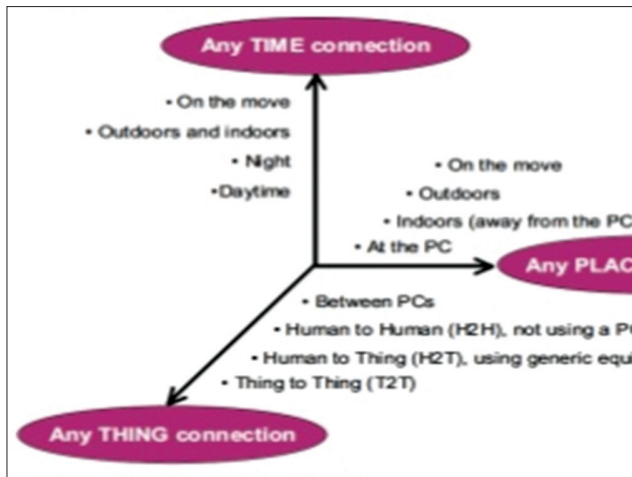 Any TIME connection
• On the move
• Outdoors and indoors
• Night
•Daytime
• On the move
• Outdoors
• Indoors (away from the PC
• At the PC
Any PLAC
• Between PCs
• Human to Human (H2H), not using a P
• Human to Thing (H2T), using generic equi
• Thing to Thing (T2T)
Any THING connection